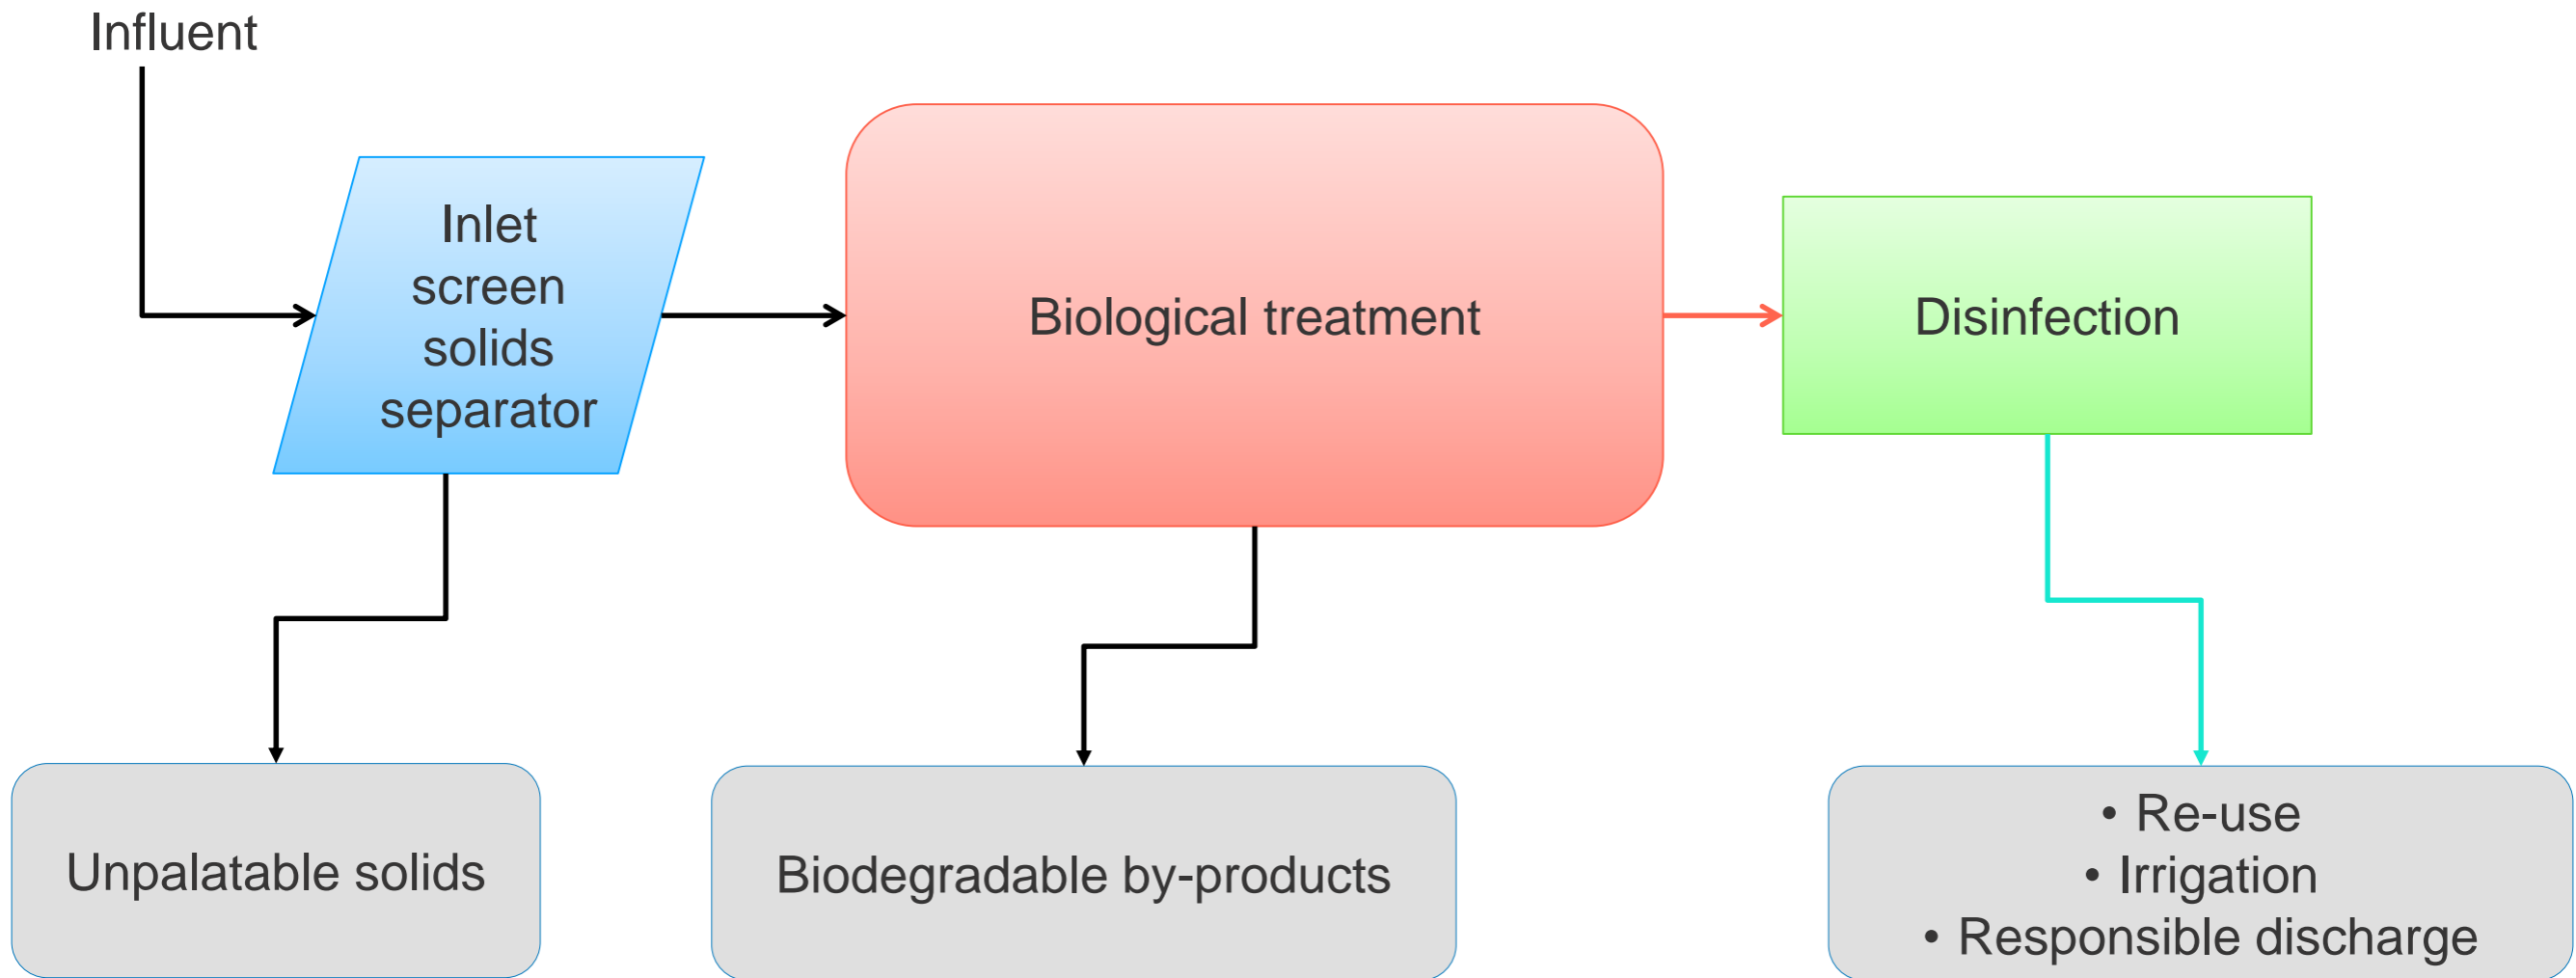 Influent
Inlet
screen
solids
separator
Biological treatment
Disinfection
Unpalatable solids
Biodegradable by-products
• Re-use
• Irrigation
• Responsible discharge